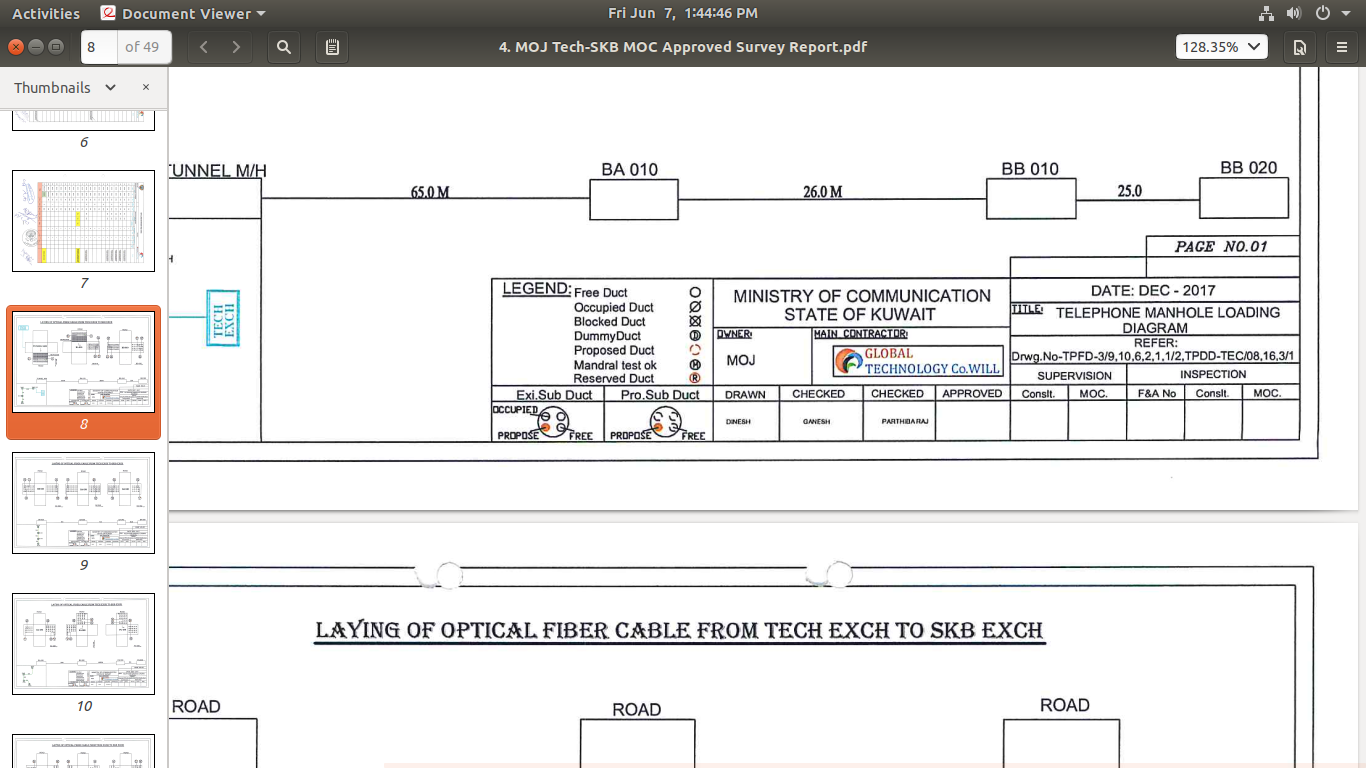 Activities
Document Viewer
Fri Jun 7, 1:44:46 PM
8
of 49
4. MOJ Tech-SKB MOC Approved Survey Report.pdf
128.35%
Thumbnails
6
7
8
9
10
TUNNEL M/H
65.0 M
BA 010
26.0 M
BB 010
25.0
BB 020
H
TECH
EXCH
PAGE NO.01
LEGEND:
Free Duct
Occupied Duct
Blocked Duct
DummyDuct
Proposed Duct
Mandral test ok
Reserved Duct
Exi.Sub Duct
Pro.Sub Duct
OCCUPIED
PROPOSE
FREE
PROPOSE
FREE
MINISTRY OF COMMUNICATION
STATE OF KUWAIT
OWNER:
MOJ
MAIN CONTRACTOR:
GLOBAL
TECHNOLOGY Co.WILL
DRAWN
CHECKED
CHECKED
APPROVED
DINESH
GANESH
PARTHIBARAJ
DATE: DEC - 2017
TITLE:
TELEPHONE MANHOLE LOADING
DIAGRAM
REFER:
Drwg.No-TPFD-3/9,10,6,2,1,1/2,TPDD-TEC/08,16,3/1
SUPERVISION
INSPECTION
Conslt.
MOC.
F&A No
Conslt.
MOC.
LAYING OF OPTICAL FIBER CABLE FROM TECH EXCH TO SKB EXCH
ROAD
ROAD
ROAD